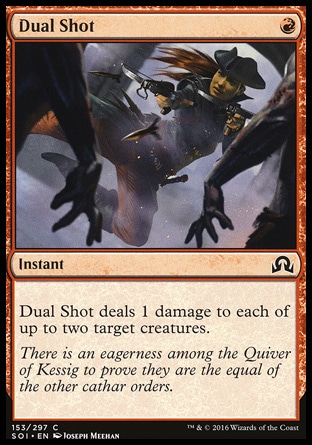 Dual Shot
Instant
Dual Shot deals 1 damage to each of
up to two target creatures.
There is an eagerness among the Quiver
of Kessig to prove they are the equal of
the other cathar orders.
153/297 C
SOI • EN Joseph Meehan
™ & © 2016 Wizards of the Coast